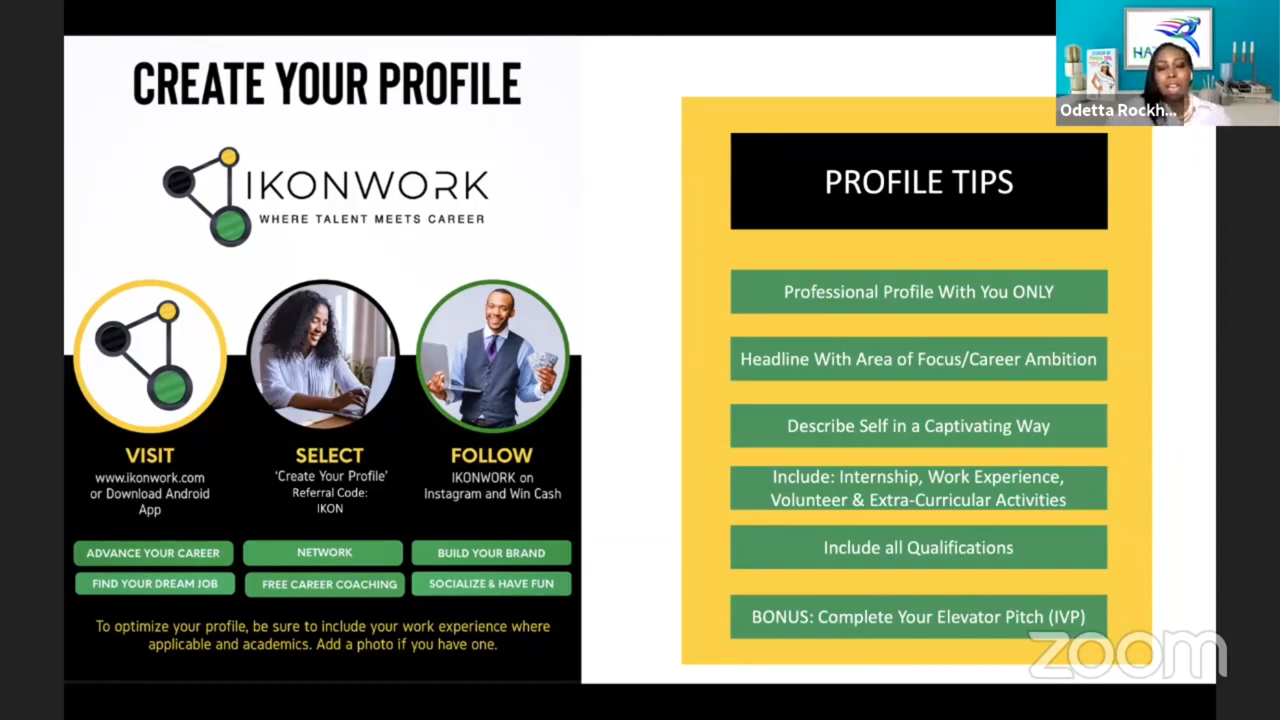 CREATE YOUR PROFILE
IKONWORK
WHERE TALENT MEETS CAREER
VISIT
www.ikonwork.com
or Download Android
App
SELECT
'Create Your Profile'
Referral Code:
IKON
FOLLOW
IKONWORK on
Instagram and Win Cash
ADVANCE YOUR CAREER
NETWORK
BUILD YOUR BRAND
FIND YOUR DREAM JOB
FREE CAREER COACHING
SOCIALIZE & HAVE FUN
To optimize your profile, be sure to include your work experience where
applicable and academics. Add a photo if you have one.
PROFILE TIPS
Professional Profile With You ONLY
Headline With Area of Focus/Career Ambition
Describe Self in a Captivating Way
Include: Internship, Work Experience,
Volunteer & Extra-Curricular Activities
Include all Qualifications
BONUS: Complete Your Elevator Pitch (IVP)
Odetta Rockh...
zoom